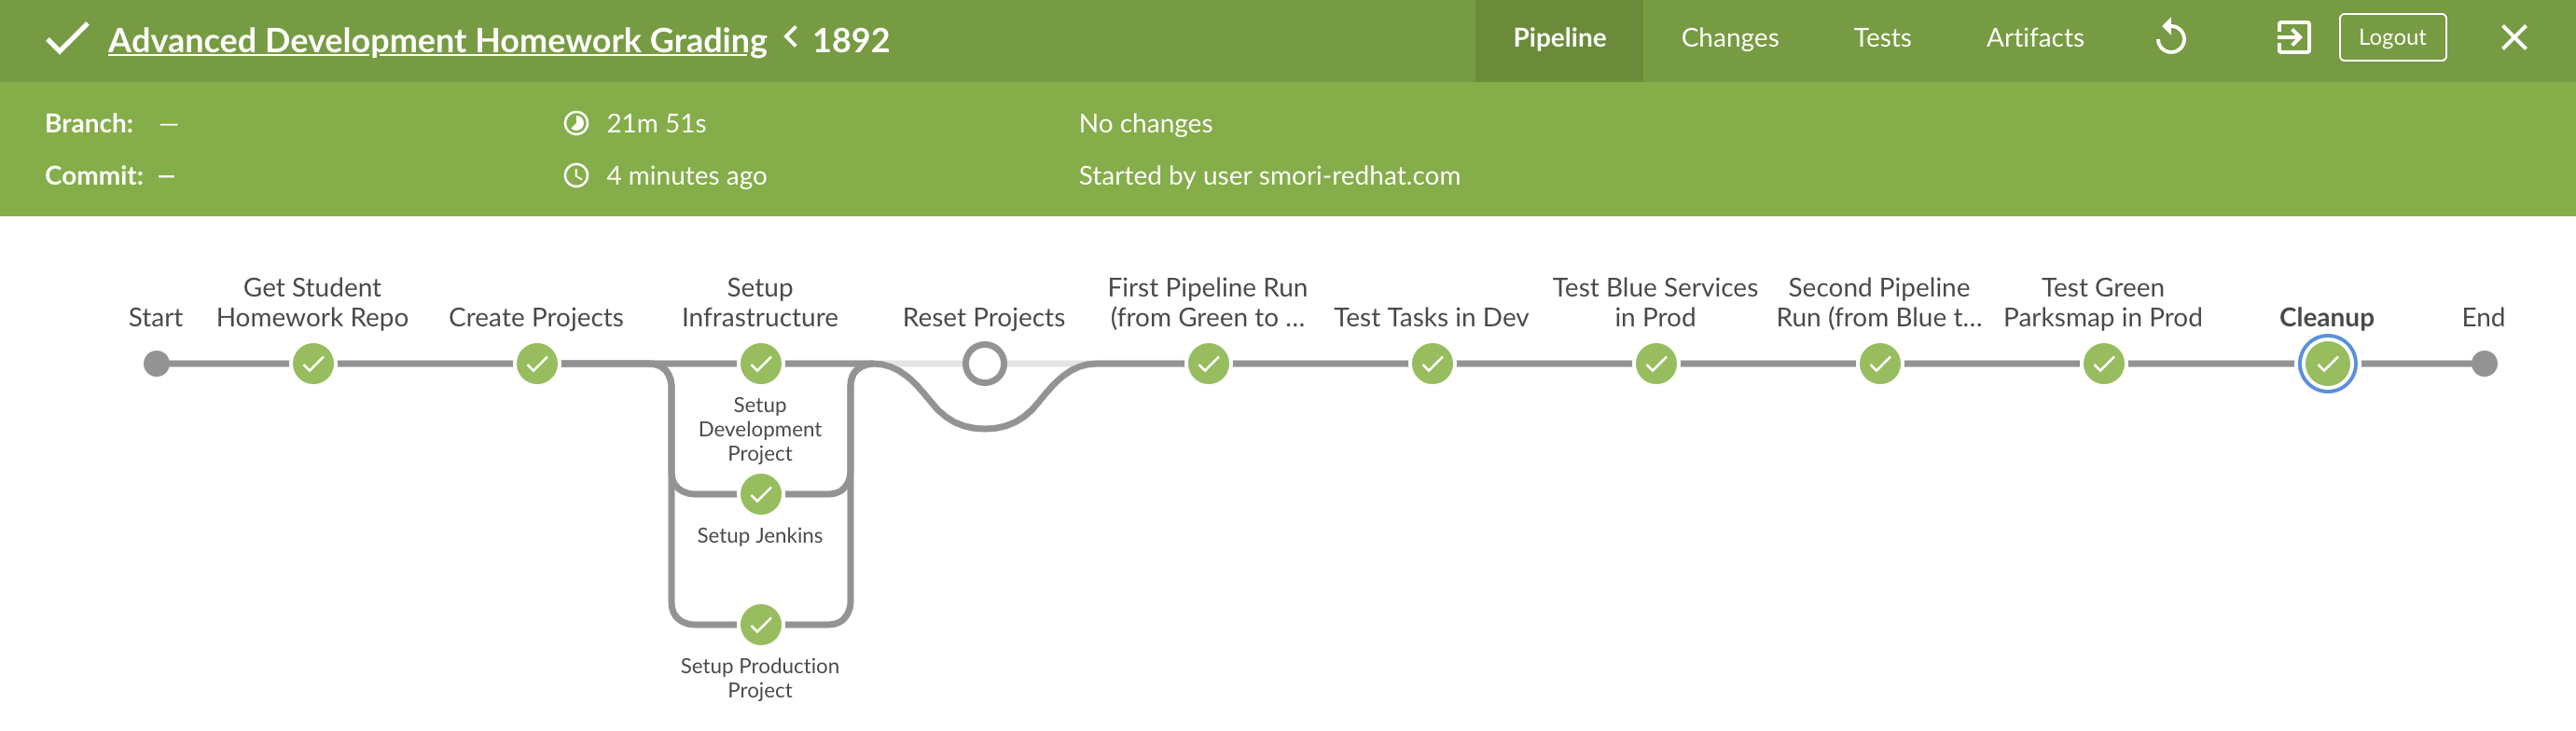 Advanced Development Homework Grading < 1892
Pipeline
Changes
Tests
Artifacts
Logout
Branch: —
21m 51s
No changes
Commit: —
4 minutes ago
Started by user smori-redhat.com
Start
Get Student
Homework Repo
Create Projects
Setup
Infrastructure
Reset Projects
First Pipeline Run
(from Green to ...
Test Tasks in Dev
Test Blue Services
in Prod
Second Pipeline
Run (from Blue t...
Test Green
Parksmap in Prod
Cleanup
End
Setup
Development
Project
Setup Jenkins
Setup Production
Project